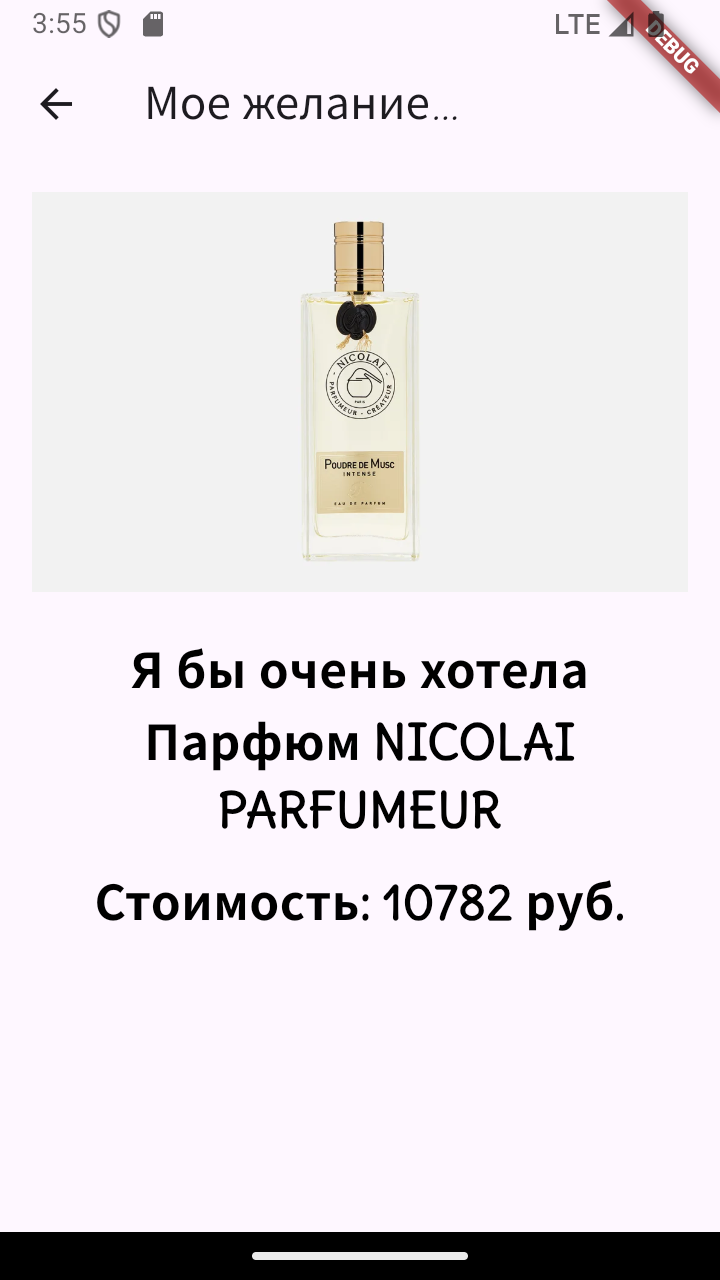 3:55
LTE
DEBUG
Мое желание...
NICOLAÏ
PARFUMEUR - CRÉATEUR
PARIS
POUDRE DE MUSC
INTENSE
EAU DE PARFUM
Я бы очень хотела
Парфюм NICOLAI
PARFUMEUR
Стоимость: 10782 руб.